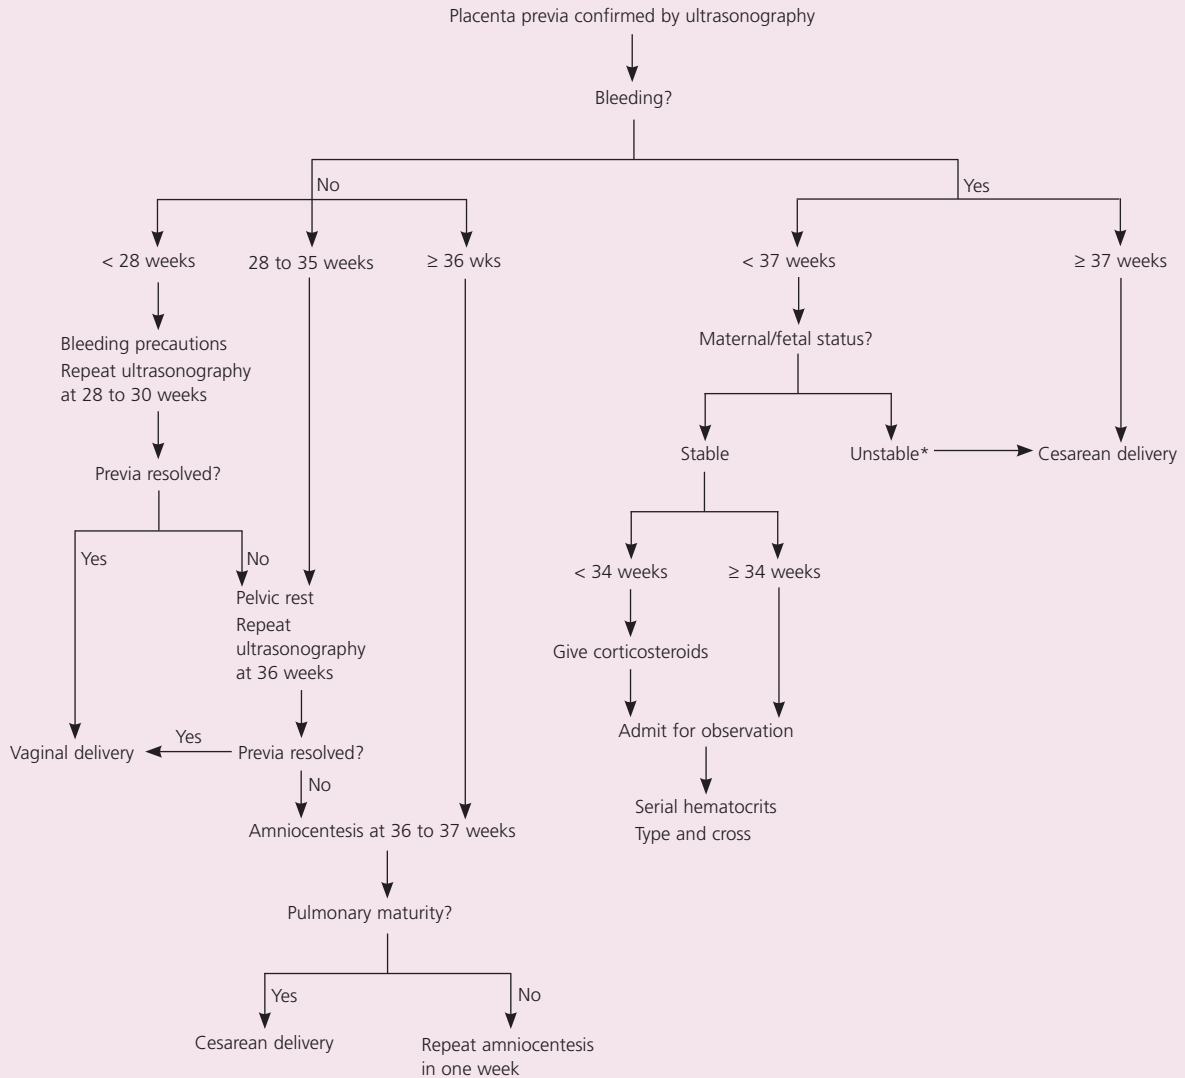 Placenta previa confirmed by ultrasonography
Bleeding?
No
Yes
< 28 weeks
28 to 35 weeks
≥ 36 wks
< 37 weeks
≥ 37 weeks
Bleeding precautions
Repeat ultrasonography
at 28 to 30 weeks
Maternal/fetal status?
Previa resolved?
Stable
Unstable*
Cesarean delivery
Yes
No
< 34 weeks
≥ 34 weeks
Pelvic rest
Repeat
ultrasonography
at 36 weeks
Give corticosteroids
Admit for observation
Vaginal delivery
Yes
Previa resolved?
No
Serial hematocrits
Type and cross
Amniocentesis at 36 to 37 weeks
Pulmonary maturity?
Yes
No
Cesarean delivery
Repeat amniocentesis
in one week